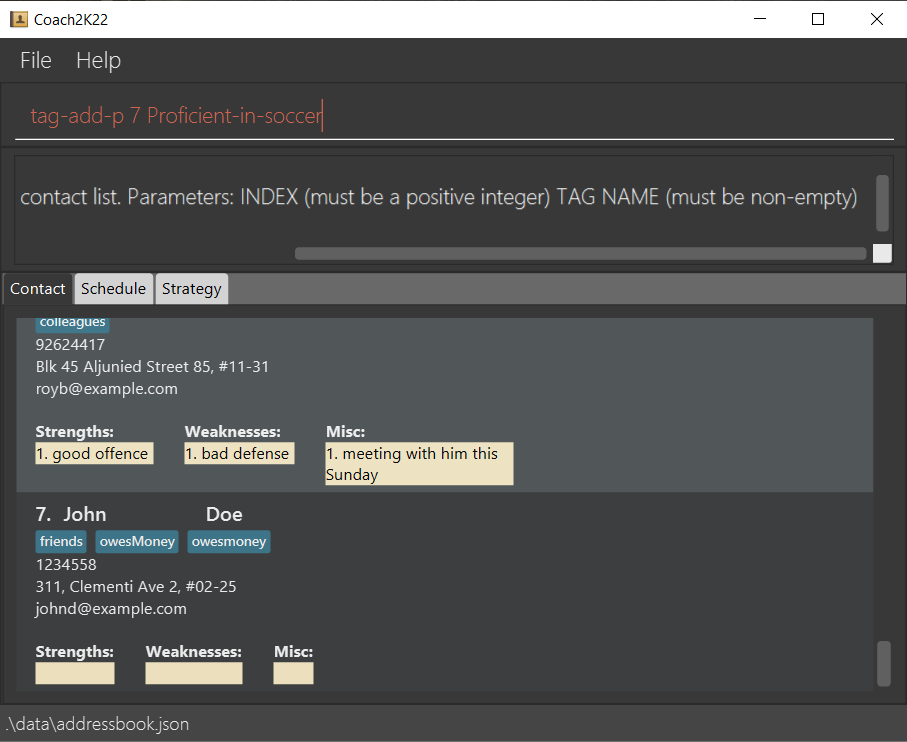 Coach2K22
File Help
tag-add-p 7 Proficient-in-soccer
contact list. Parameters: INDEX (must be a positive integer) TAG NAME (must be non-empty)
Contact Schedule Strategy
colleagues
92624417
Blk 45 Aljunied Street 85, #11-31
royb@example.com
Strengths: Weaknesses: Misc:
1. good offence 1. bad defense 1. meeting with him this
Sunday
7. John Doe
friends owesMoney owesmoney
1234558
311, Clementi Ave 2, #02-25
johnd@example.com
Strengths: Weaknesses: Misc:
.\data\addressbook.json